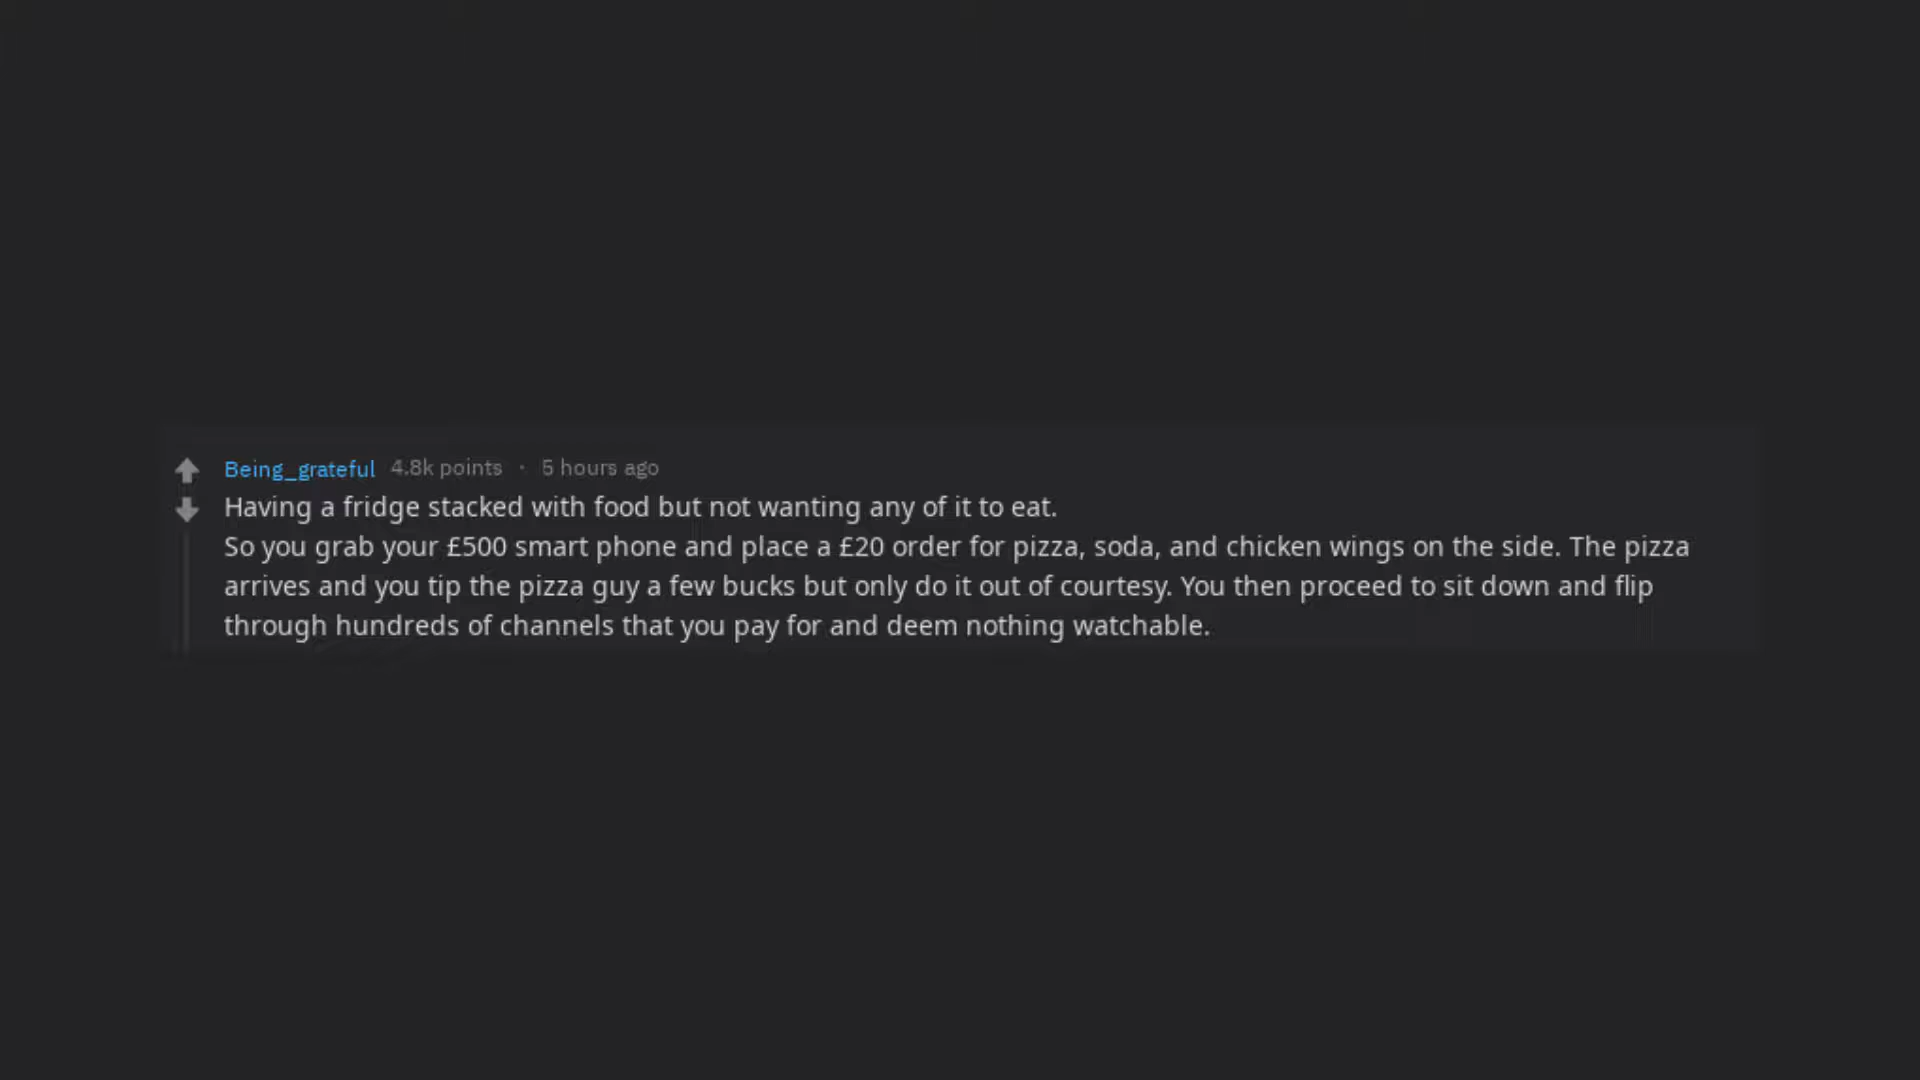 Being_grateful 4.8k points · 5 hours ago
Having a fridge stacked with food but not wanting any of it to eat.
So you grab your £500 smart phone and place a £20 order for pizza, soda, and chicken wings on the side. The pizza
arrives and you tip the pizza guy a few bucks but only do it out of courtesy. You then proceed to sit down and flip
through hundreds of channels that you pay for and deem nothing watchable.